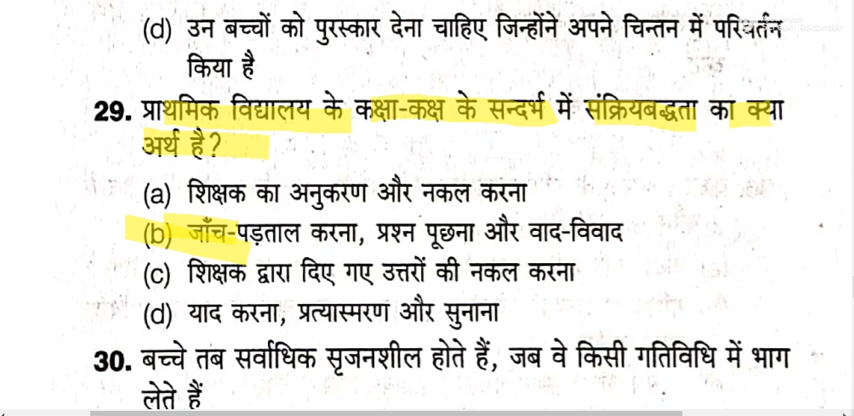 (d) उन बच्चों को पुरस्कार देना चाहिए जिन्होंने अपने चिन्तन में परिवर्तन
किया है
29. प्राथमिक विद्यालय के कक्षा-कक्ष के सन्दर्भ में संक्रियबद्धता का क्या
अर्थ है?
(a) शिक्षक का अनुकरण और नकल करना
(b) जाँच-पड़ताल करना, प्रश्न पूछना और वाद-विवाद
(c) शिक्षक द्वारा दिए गए उत्तरों की नकल करना
(d) याद करना, प्रत्यास्मरण और सुनाना
30. बच्चे तब सर्वाधिक सृजनशील होते हैं, जब वे किसी गतिविधि में भाग
लेते हैं